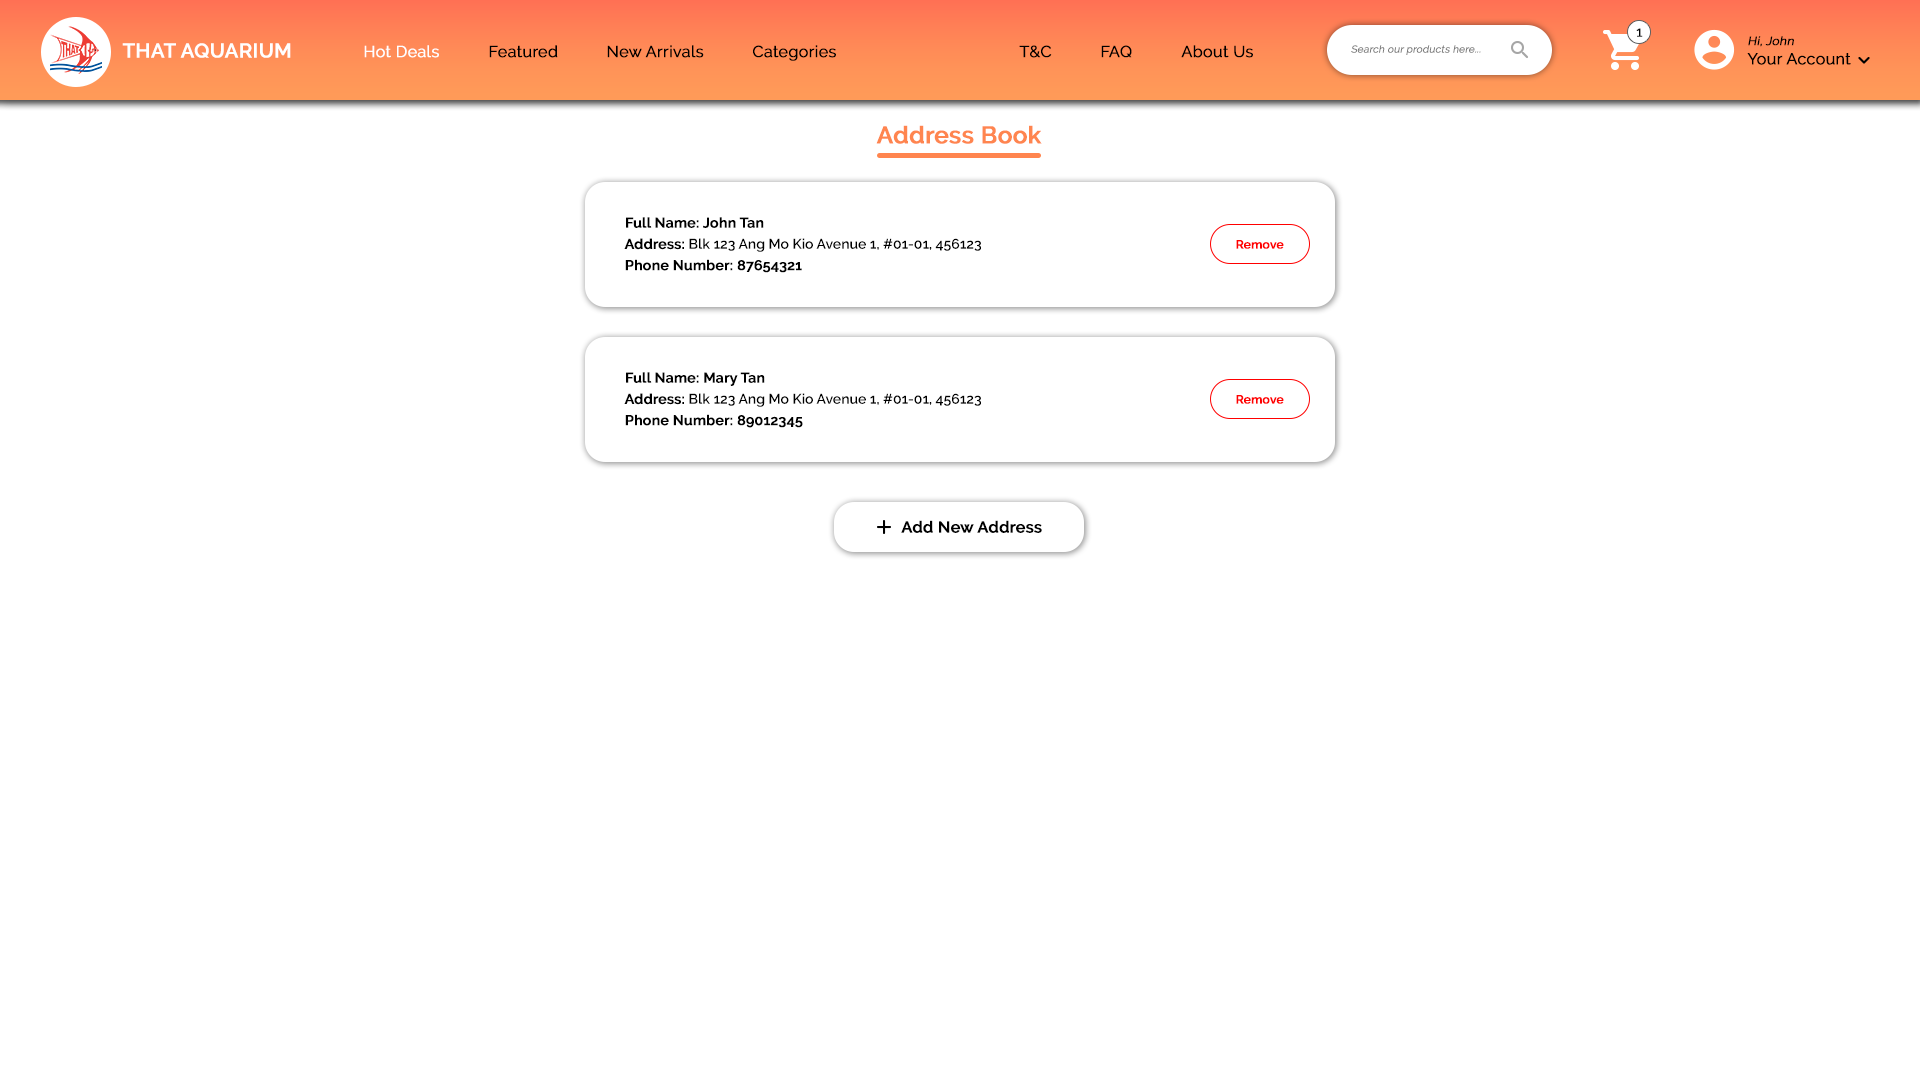 THAT AQUARIUM
Hot Deals
Featured
New Arrivals
Categories
T&C
FAQ
About Us
Search our products here...
1
Hi, John
Your Account
Address Book
Full Name: John Tan
Address: Blk 123 Ang Mo Kio Avenue 1, #01-01, 456123
Phone Number: 87654321
Remove
Full Name: Mary Tan
Address: Blk 123 Ang Mo Kio Avenue 1, #01-01, 456123
Phone Number: 89012345
Remove
Add New Address